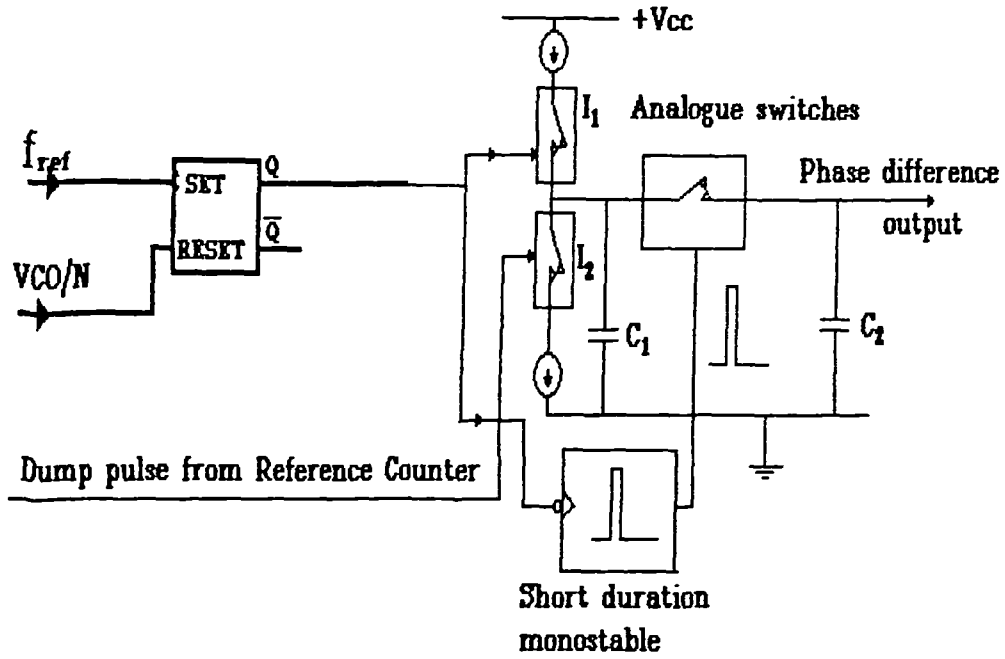 +Vcc
I₁
Analogue switches
f_ref
SET
Q
Phase difference
output
RESET
Q̅
I₂
VCO/N
C₁
C₂
Dump pulse from Reference Counter
Short duration
monostable